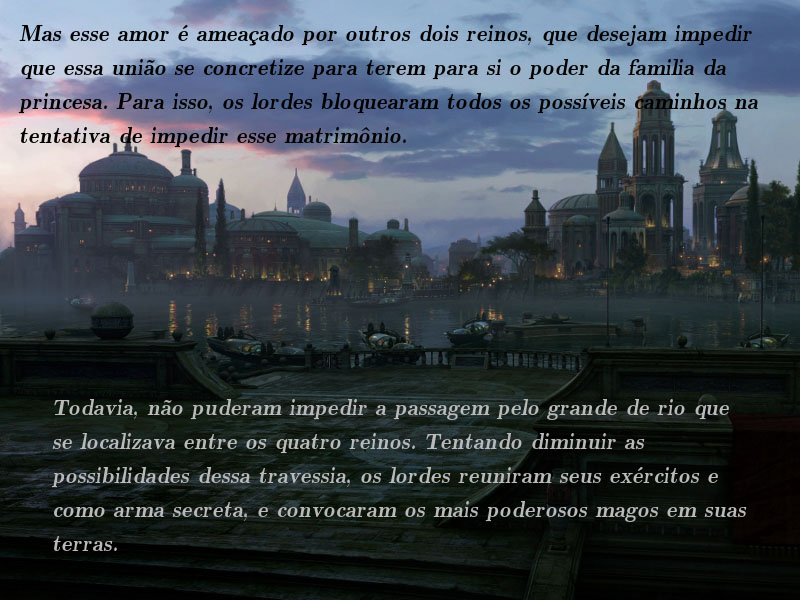 Mas esse amor é ameaçado por outros dois reinos, que desejam impedir
que essa união se concretize para terem para si o poder da familia da
princesa. Para isso, os lordes bloquearam todos os possíveis caminhos na
tentativa de impedir esse matrimônio.
Todavia, não puderam impedir a passagem pelo grande de rio que
se localizava entre os quatro reinos. Tentando diminuir as
possibilidades dessa travessia, os lordes reuniram seus exércitos e
como arma secreta, e convocaram os mais poderosos magos em suas
terras.